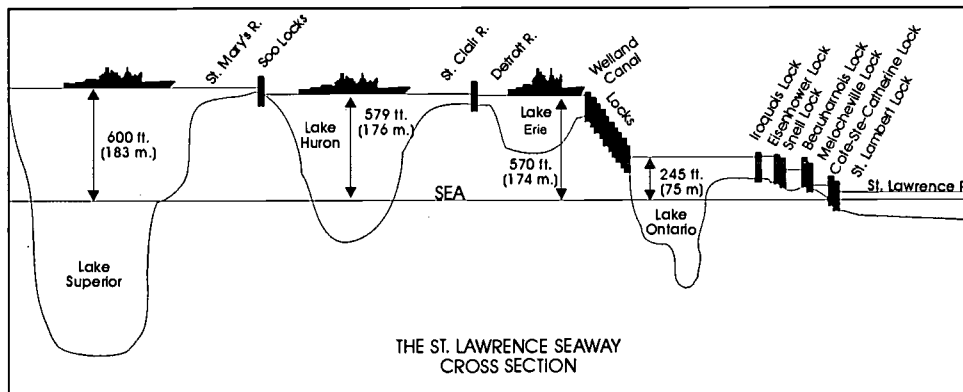 St. Mary's R.
Soo Locks
St. Clair R.
Detroit R.
Welland
Canal
Locks
Iroquois Lock
Eisenhower Lock
Snell Lock
Beauharnois Lock
Melocheville Lock
Cote-Ste-Catherine Lock
St. Lambert Lock
600 ft.
(183 m.)
Lake
Huron
579 ft.
(176 m.)
Lake
Erie
570 ft.
(174 m.)
245 ft.
(75 m)
St. Lawrence R
SEA
Lake
Ontario
Lake
Superior
THE ST. LAWRENCE SEAWAY
CROSS SECTION